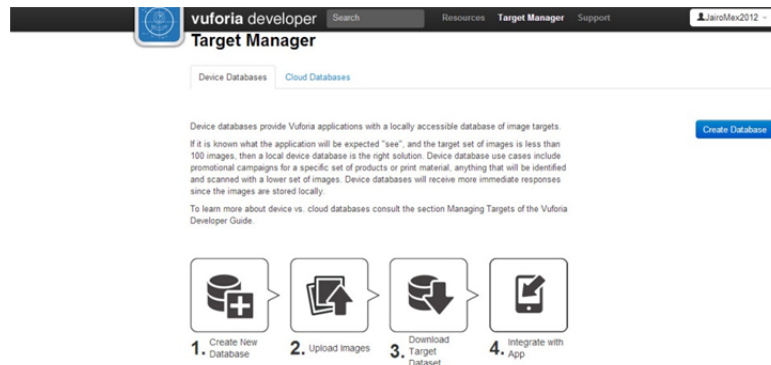 vuforia developer Search Resources Target Manager Support JairoMex2012
Target Manager
Device Databases Cloud Databases
Device databases provide Vuforia applications with a locally accessible database of image targets.
Create Database
If it is known what the application will be expected "see", and the target set of images is less than
100 images, then a local device database is the right solution. Device database use cases include
promotional campaigns for a specific set of products or print material, anything that will be identified
and scanned with a lower set of images. Device databases will receive more immediate responses
since the images are stored locally.
To learn more about device vs. cloud databases consult the section Managing Targets of the Vuforia
Developer Guide.
1. Create New Database
2. Upload Images
3. Download Target Dataset
4. Integrate with App